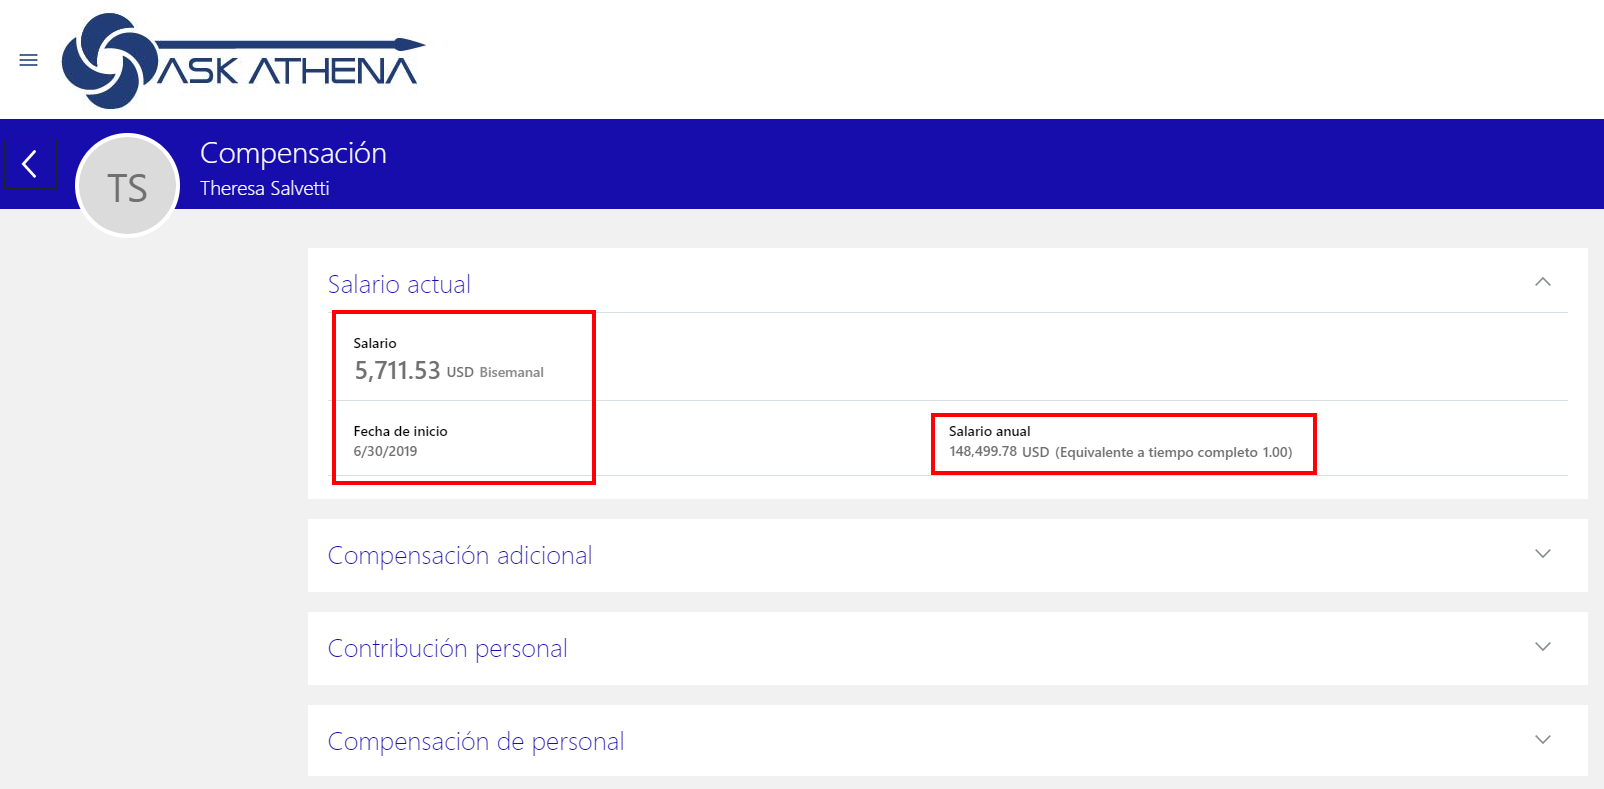 ASK ATHENA
Compensación
Theresa Salvetti
TS
Salario actual
Salario
5,711.53 USD Bisemanal
Fecha de inicio
6/30/2019
Salario anual
148,499.78 USD (Equivalente a tiempo completo 1.00)
Compensación adicional
Contribución personal
Compensación de personal